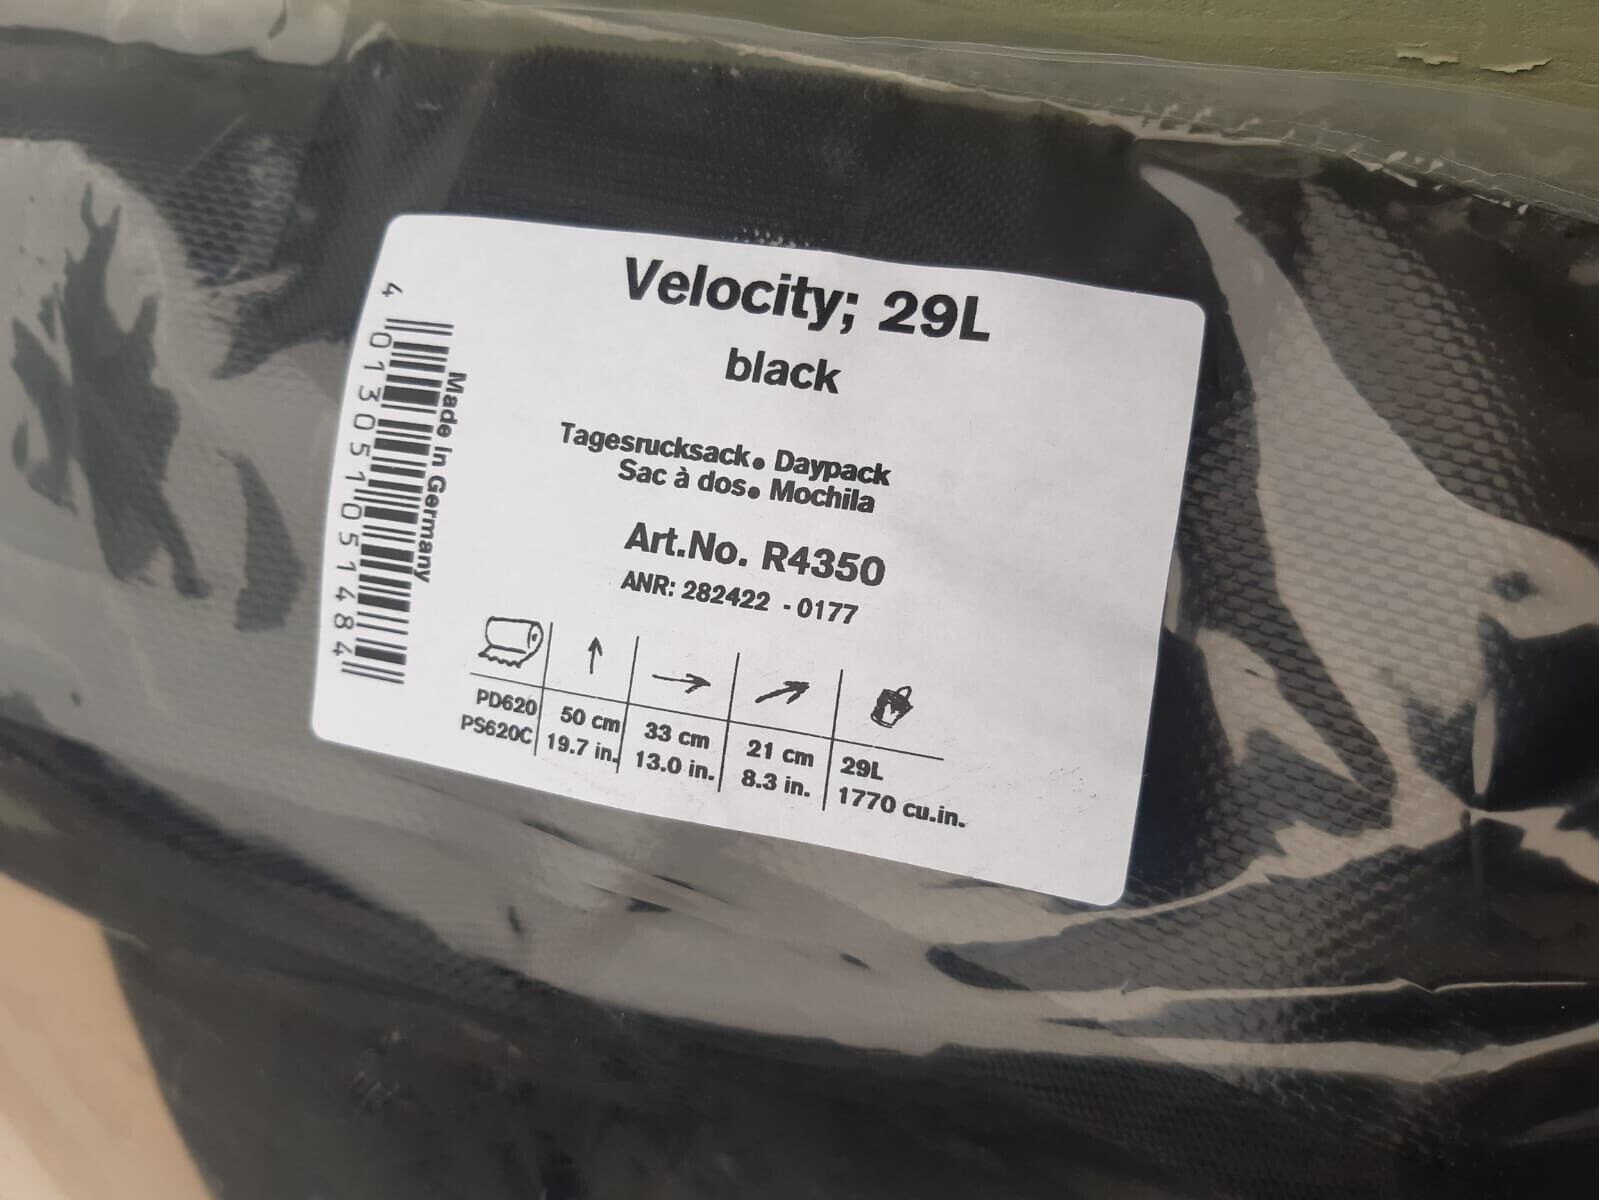 Velocity; 29L
black
Tagesrucksack. Daypack
Sac à dos. Mochila
Art.No. R4350
ANR: 282422 - 0177
PD620 50 cm 33 cm 21 cm 29L
PS620C 19.7 in. 13.0 in. 8.3 in. 1770 cu.in.
Made in Germany
4 013051 051484